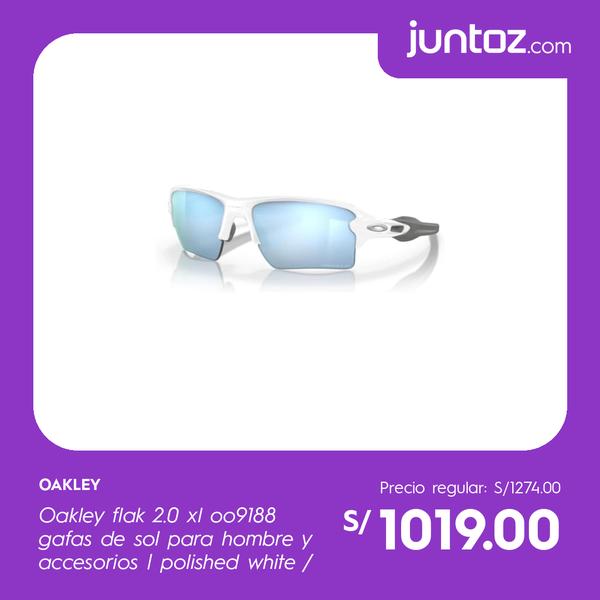 juntoz.com
OAKLEY
Oakley flak 2.0 xl oo9188
gafas de sol para hombre y
accesorios | polished white /
Precio regular: S/1274.00
S/ 1019.00